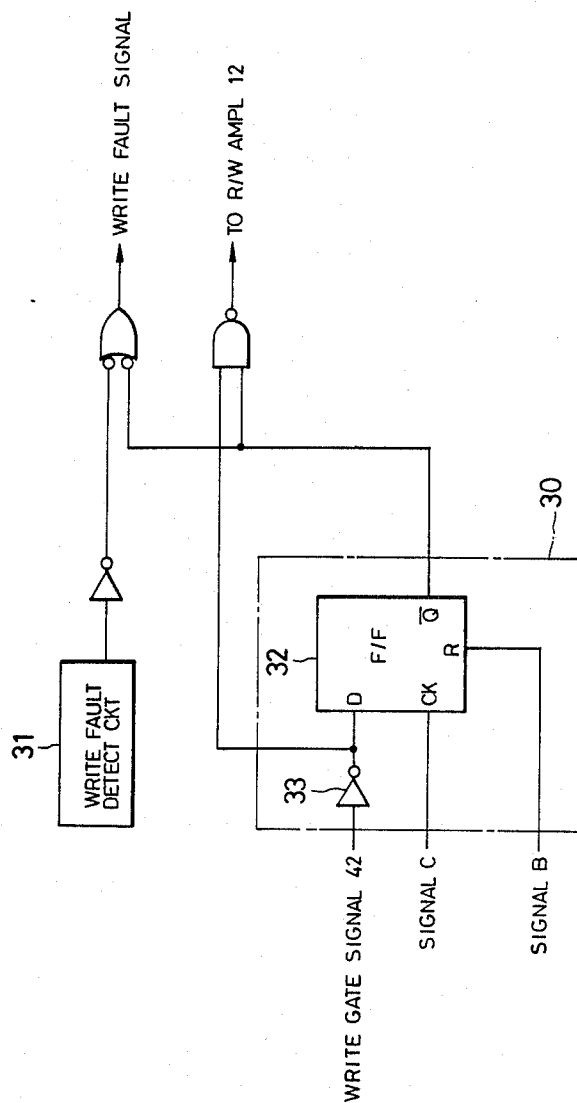 31
WRITE FAULT
DETECT CKT
WRITE FAULT SIGNAL
TO R/W AMPL 12
30
32
F/F
D
CK
Q̅
R
33
WRITE GATE SIGNAL 42
SIGNAL C
SIGNAL B